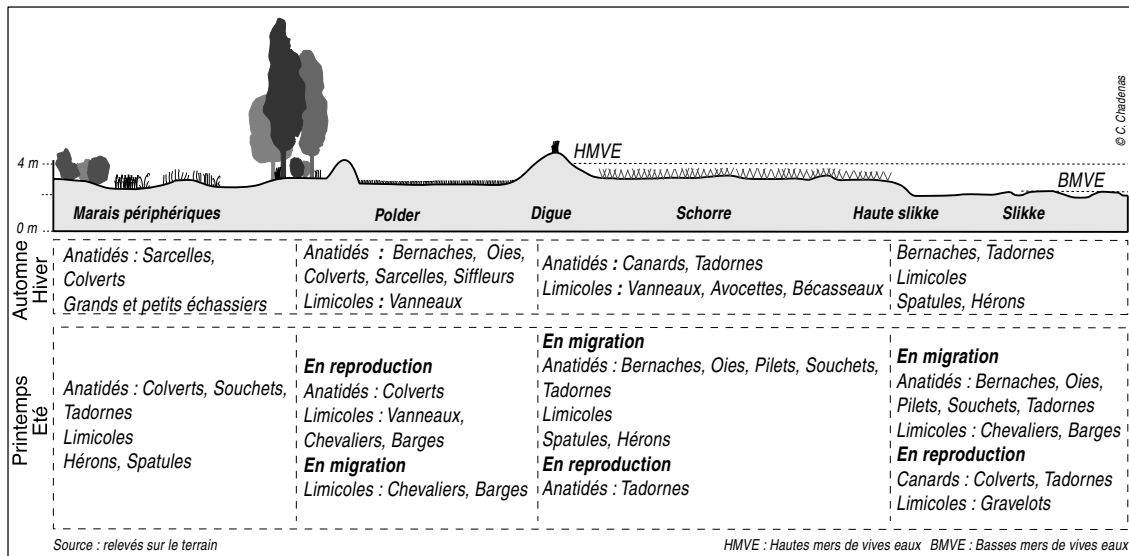 © C. Chadenas
4 m
HMVE
BMVE
0 m
Marais périphériques
Polder
Digue
Schorre
Haute slikke
Slikke
Automne
Hiver
Anatidés : Sarcelles,
Colverts
Grands et petits échassiers
Anatidés : Bernaches, Oies,
Colverts, Sarcelles, Siffleurs
Limicoles : Vanneaux
Anatidés : Canards, Tadornes
Limicoles : Vanneaux, Avocettes, Bécasseaux
Bernaches, Tadornes
Limicoles
Spatules, Hérons
Printemps
Eté
Anatidés : Colverts, Souchets,
Tadornes
Limicoles
Hérons, Spatules
En reproduction
Anatidés : Colverts
Limicoles : Vanneaux,
Chevaliers, Barges
En migration
Limicoles : Chevaliers, Barges
En migration
Anatidés : Bernaches, Oies, Pilets, Souchets,
Tadornes
Limicoles
Spatules, Hérons
En reproduction
Anatidés : Tadornes
En migration
Anatidés : Bernaches, Oies,
Pilets, Souchets, Tadornes
Limicoles : Chevaliers, Barges
En reproduction
Canards : Colverts, Tadornes
Limicoles : Gravelots
Source : relevés sur le terrain
HMVE : Hautes mers de vives eaux BMVE : Basses mers de vives eaux